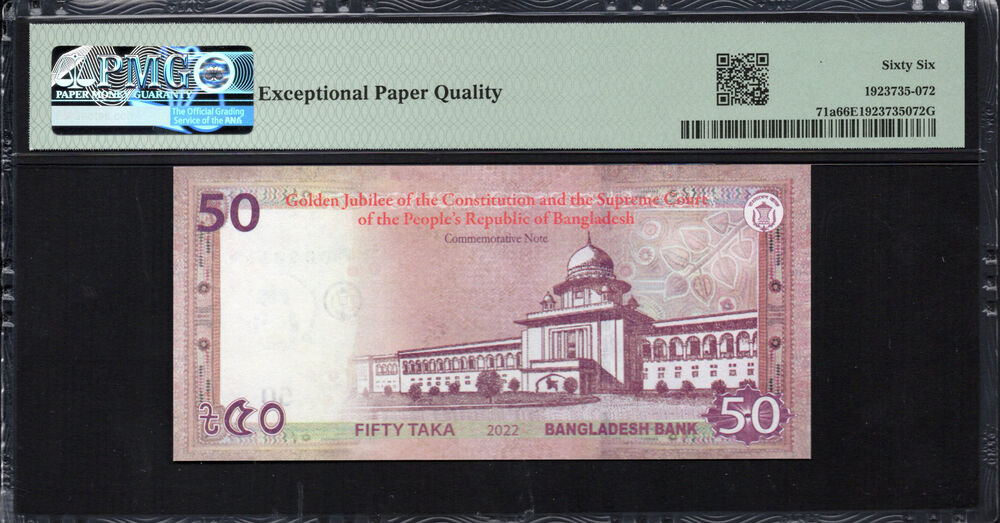 PMG
PAPER MONEY GUARANTY
The Official Grading
Service of the ANA
Exceptional Paper Quality
Sixty Six
1923735-072
71a66E1923735072G
50
Golden Jubilee of the Constitution and the Supreme Court
of the People's Republic of Bangladesh
Commemorative Note
৳৫০
FIFTY TAKA
2022
BANGLADESH BANK
50